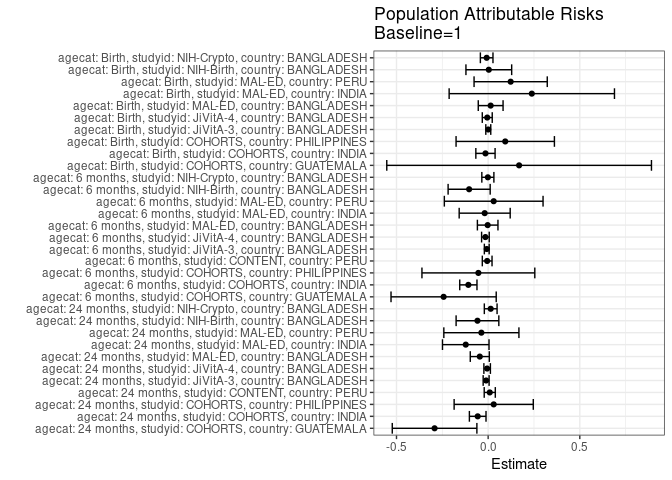 Population Attributable Risks
Baseline=1
agecat: Birth, studyid: NIH-Crypto, country: BANGLADESH
agecat: Birth, studyid: NIH-Birth, country: BANGLADESH
agecat: Birth, studyid: MAL-ED, country: PERU
agecat: Birth, studyid: MAL-ED, country: INDIA
agecat: Birth, studyid: MAL-ED, country: BANGLADESH
agecat: Birth, studyid: JiVitA-4, country: BANGLADESH
agecat: Birth, studyid: JiVitA-3, country: BANGLADESH
agecat: Birth, studyid: COHORTS, country: PHILIPPINES
agecat: Birth, studyid: COHORTS, country: INDIA
agecat: Birth, studyid: COHORTS, country: GUATEMALA
agecat: 6 months, studyid: NIH-Crypto, country: BANGLADESH
agecat: 6 months, studyid: NIH-Birth, country: BANGLADESH
agecat: 6 months, studyid: MAL-ED, country: PERU
agecat: 6 months, studyid: MAL-ED, country: INDIA
agecat: 6 months, studyid: MAL-ED, country: BANGLADESH
agecat: 6 months, studyid: JiVitA-4, country: BANGLADESH
agecat: 6 months, studyid: JiVitA-3, country: BANGLADESH
agecat: 6 months, studyid: CONTENT, country: PERU
agecat: 6 months, studyid: COHORTS, country: PHILIPPINES
agecat: 6 months, studyid: COHORTS, country: INDIA
agecat: 6 months, studyid: COHORTS, country: GUATEMALA
agecat: 24 months, studyid: NIH-Crypto, country: BANGLADESH
agecat: 24 months, studyid: NIH-Birth, country: BANGLADESH
agecat: 24 months, studyid: MAL-ED, country: PERU
agecat: 24 months, studyid: MAL-ED, country: INDIA
agecat: 24 months, studyid: MAL-ED, country: BANGLADESH
agecat: 24 months, studyid: JiVitA-4, country: BANGLADESH
agecat: 24 months, studyid: JiVitA-3, country: BANGLADESH
agecat: 24 months, studyid: CONTENT, country: PERU
agecat: 24 months, studyid: COHORTS, country: PHILIPPINES
agecat: 24 months, studyid: COHORTS, country: INDIA
agecat: 24 months, studyid: COHORTS, country: GUATEMALA
-0.5 0.0 0.5
Estimate